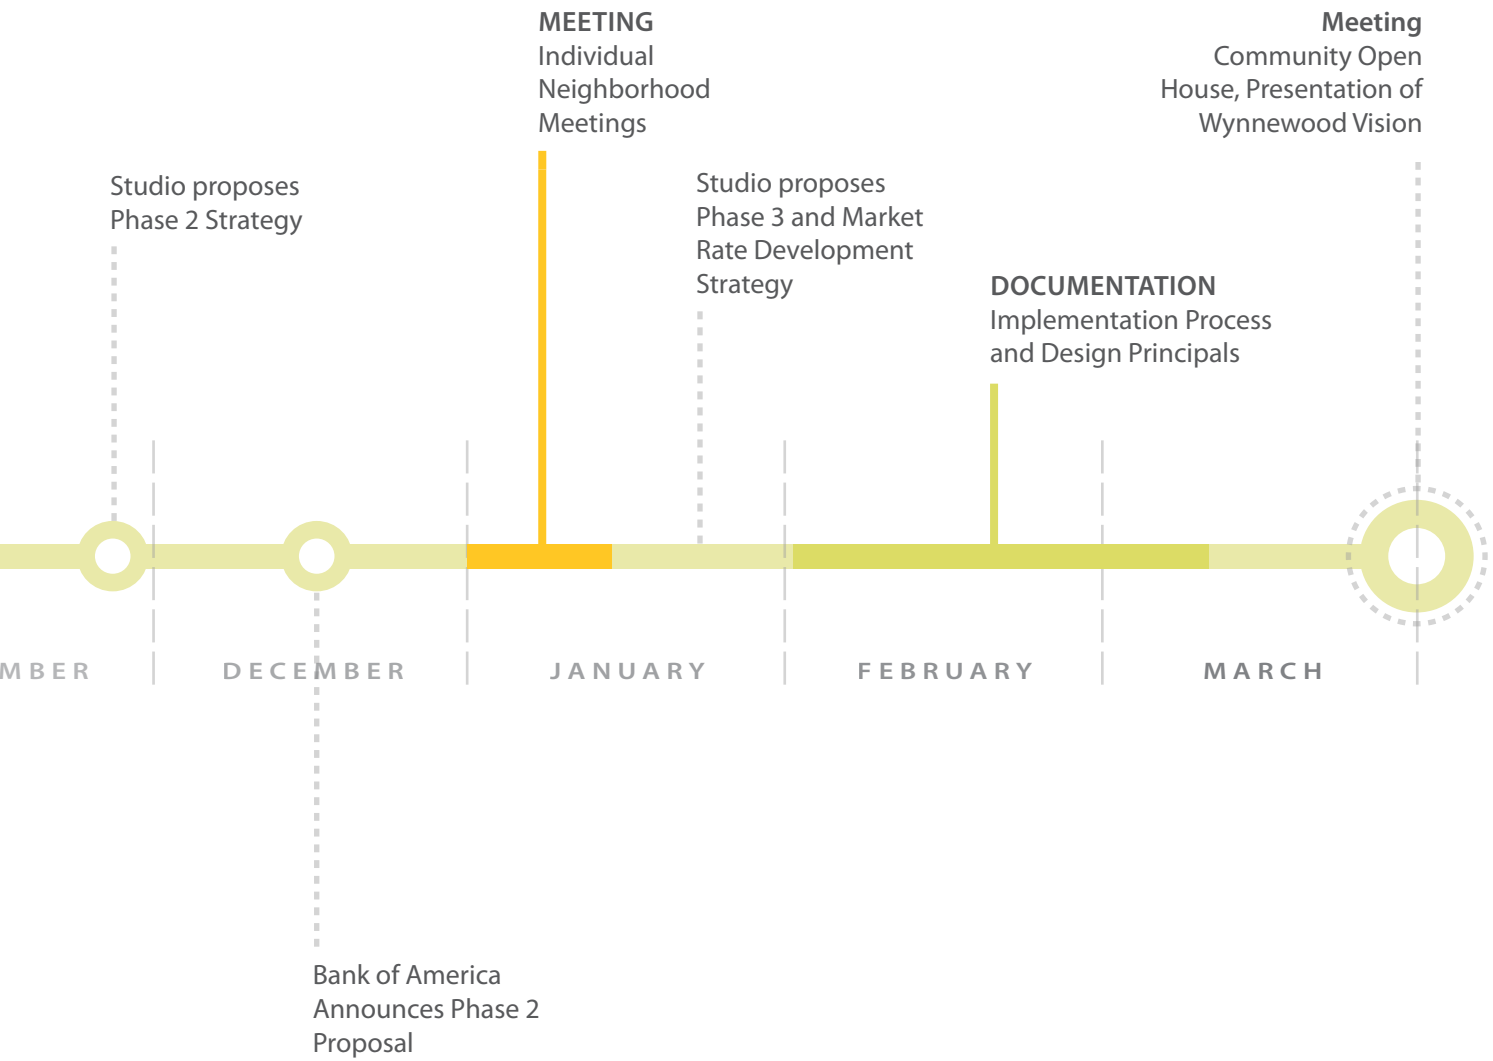 MEETING
Individual
Neighborhood
Meetings
Meeting
Community Open
House, Presentation of
Wynnewood Vision
Studio proposes
Phase 2 Strategy
Studio proposes
Phase 3 and Market
Rate Development
Strategy
DOCUMENTATION
Implementation Process
and Design Principals
MBER
DECEMBER
JANUARY
FEBRUARY
MARCH
Bank of America
Announces Phase 2
Proposal